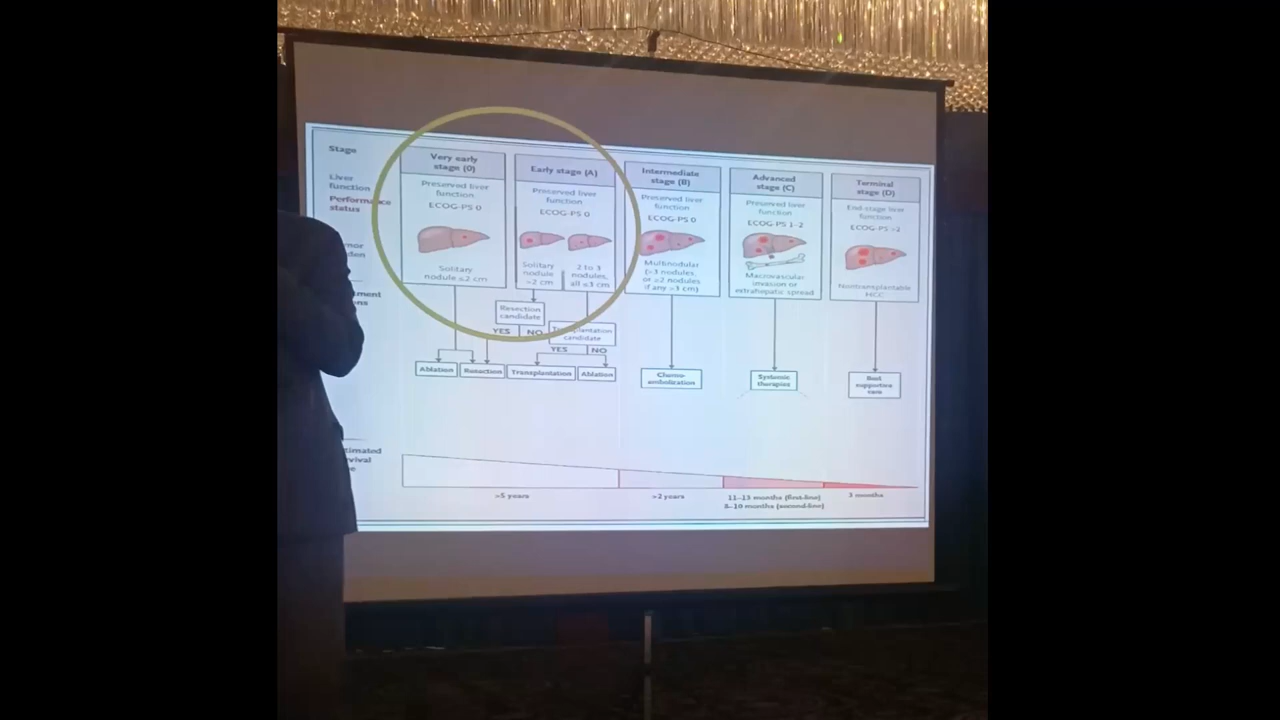 Stage
Very early
stage (0)
Early stage (A)
Intermediate
stage (B)
Advanced
stage (C)
Terminal
stage (D)
Liver
function
Preserved liver
function
Preserved liver
function
Preserved liver
function
Preserved liver
function
End-stage liver
function
Performance
status
ECOG-PS 0
ECOG-PS 0
ECOG-PS 0
ECOG-PS 1–2
ECOG-PS >2
Solitary
nodule ≤2 cm
Solitary
nodule
>2 cm
2 to 3
nodules,
all ≤3 cm
Multinodular
(>3 nodules,
or ≥2 nodules
if any >3 cm)
Macrovascular
invasion or
extrahepatic spread
Nontransplantable
HCC
Resection
candidate
YES NO
Transplantation
candidate
YES NO
Ablation
Resection
Transplantation
Ablation
Chemo-
embolization
Systemic
therapies
Best
supportive
care
>5 years
>2 years
11–13 months (first-line)
8–10 months (second-line)
3 months